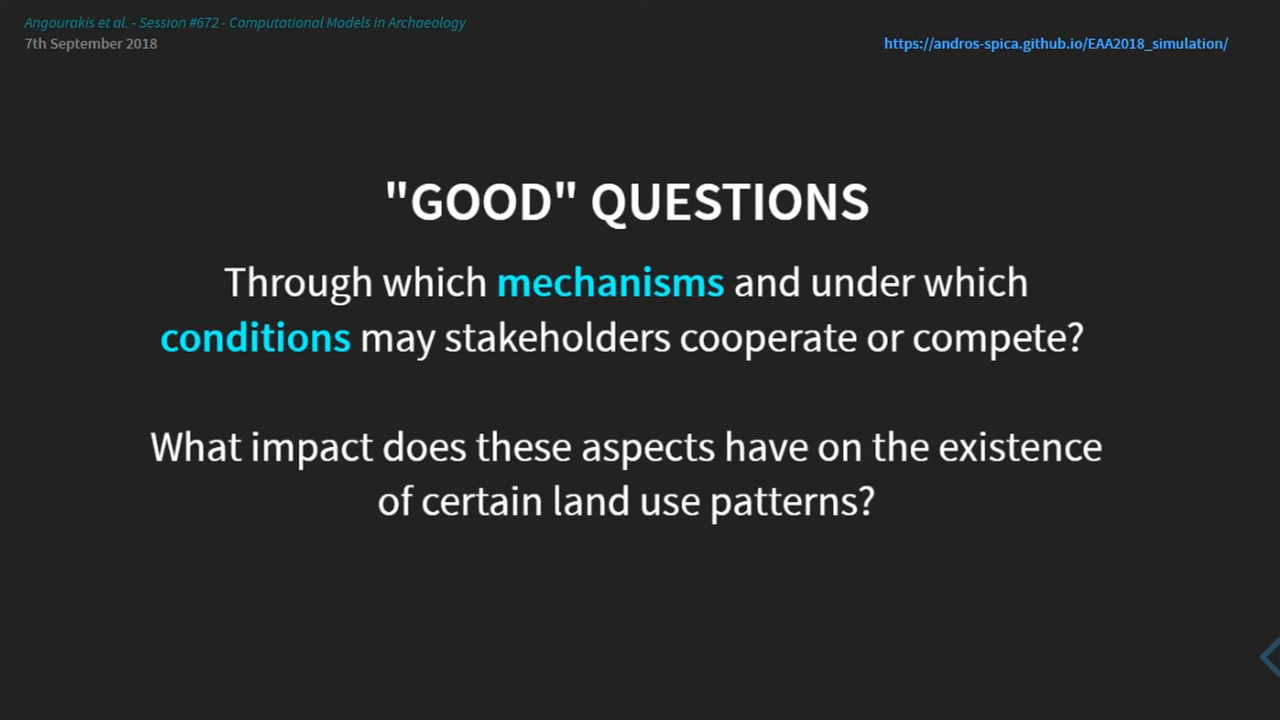 Angourakis et al. - Session #672 - Computational Models in Archaeology
7th September 2018
https://andros-spica.github.io/EAA2018_simulation/
"GOOD" QUESTIONS
Through which mechanisms and under which
conditions may stakeholders cooperate or compete?
What impact does these aspects have on the existence
of certain land use patterns?